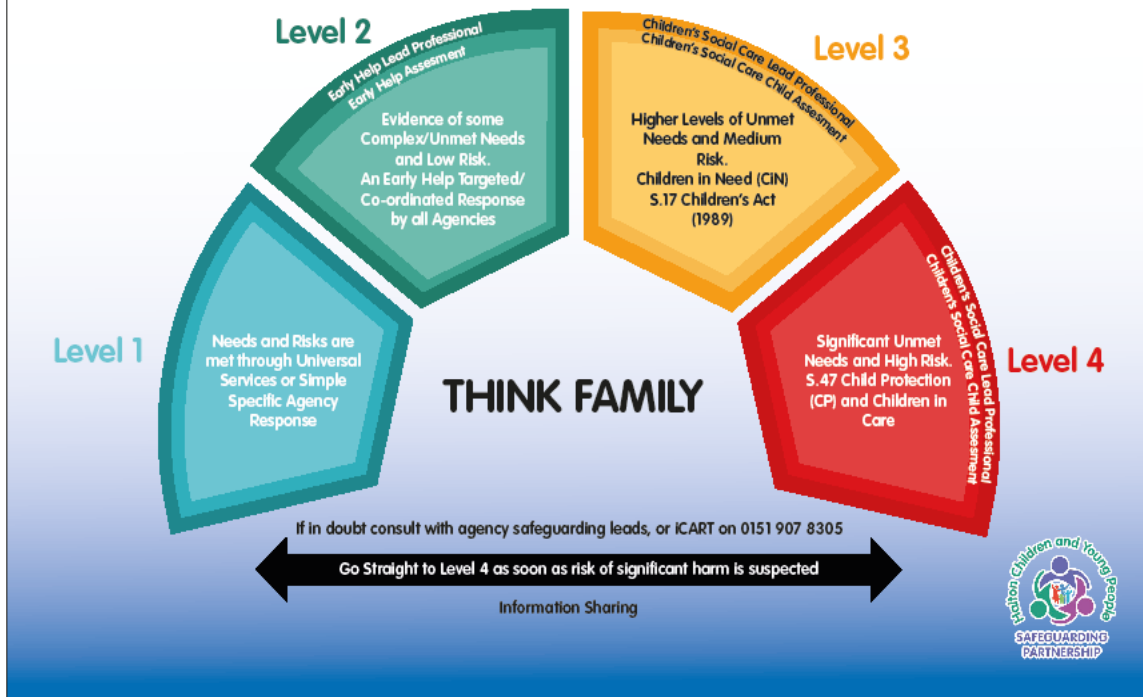 Level 1
Needs and Risks are
met through Universal
Services or Simple
Specific Agency
Response
Level 2
Early Help Lead Professional
Early Help Assesment
Evidence of some
Complex/Unmet Needs
and Low Risk.
An Early Help Targeted/
Co-ordinated Response
by all Agencies
Level 3
Children's Social Care Lead Professional
Children's Social Care Child Assesment
Higher Levels of Unmet
Needs and Medium
Risk.
Children in Need (CiN)
S.17 Children's Act
(1989)
Level 4
Children's Social Care Lead Professional
Children's Social Care Child Assesment
Significant Unmet
Needs and High Risk.
S.47 Child Protection
(CP) and Children in
Care
THINK FAMILY
If in doubt consult with agency safeguarding leads, or iCART on 0151 907 8305
Go Straight to Level 4 as soon as risk of significant harm is suspected
Information Sharing
Halton Children and Young People
SAFEGUARDING
PARTNERSHIP